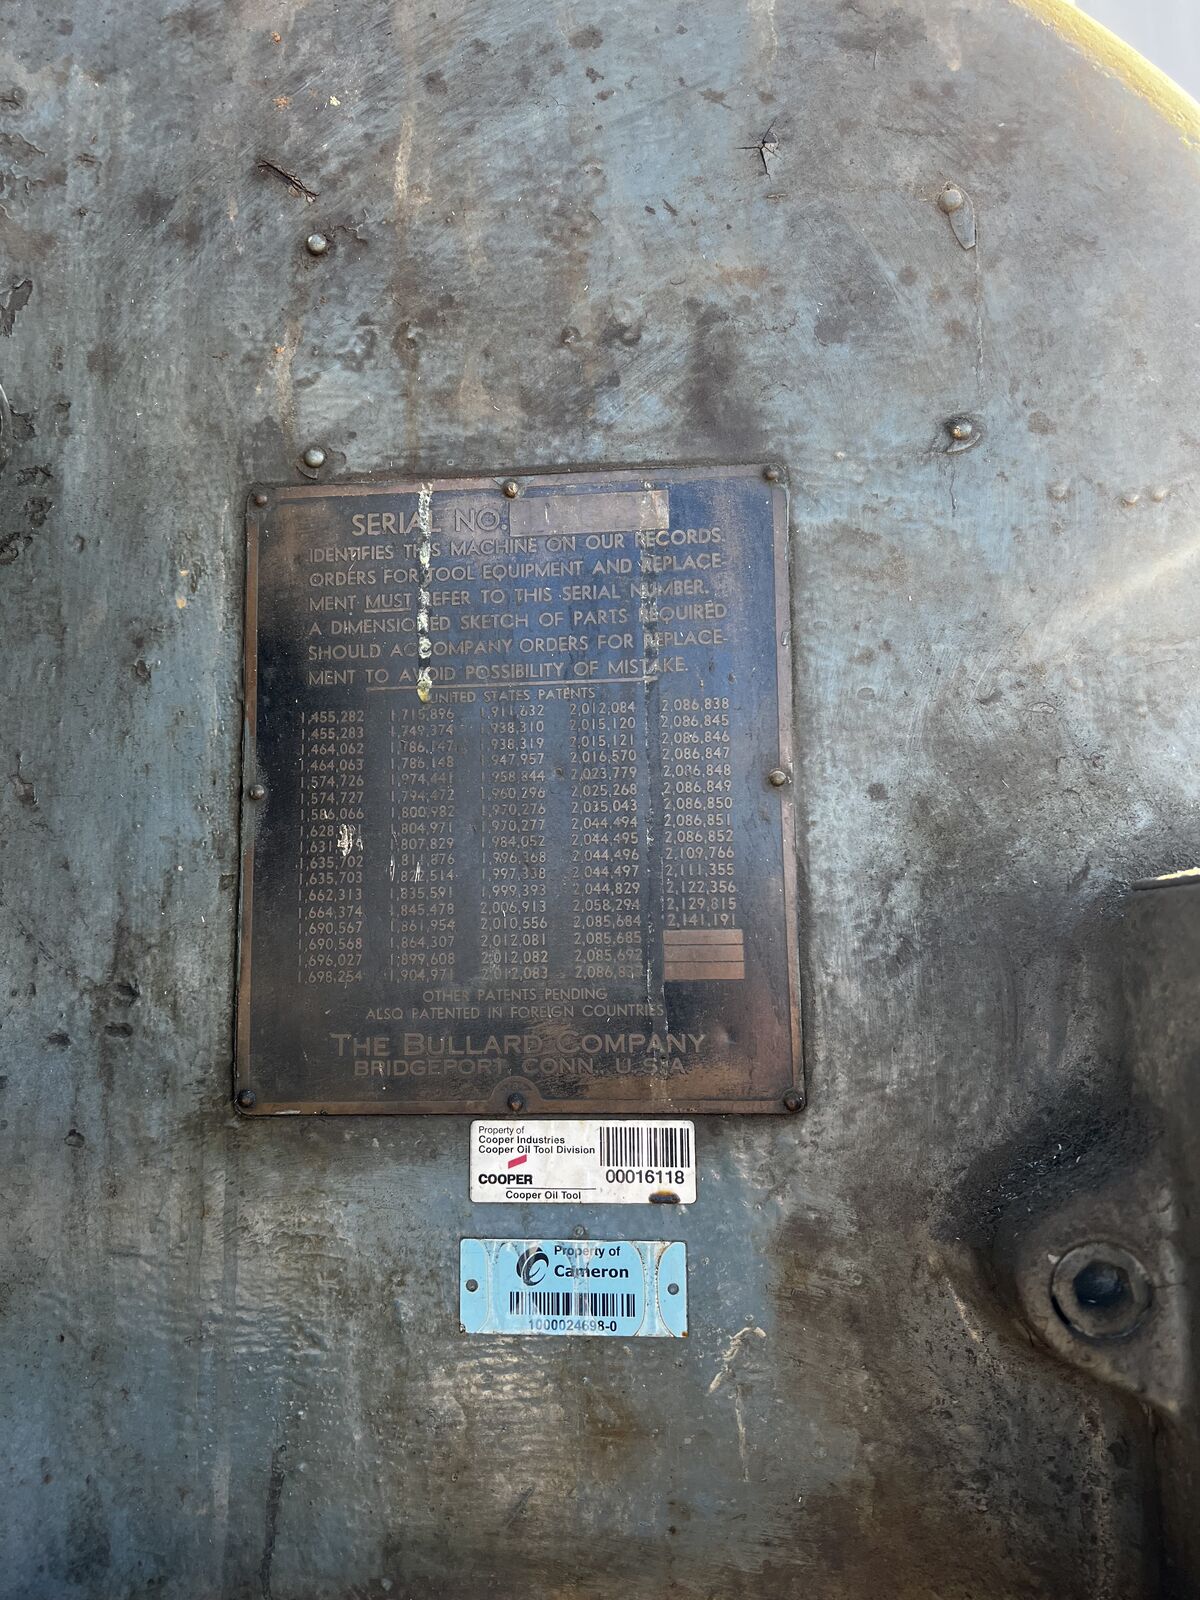 SERIAL NO.
IDENTIFIES THIS MACHINE ON OUR RECORDS.
ORDERS FOR TOOL EQUIPMENT AND REPLACE-
MENT MUST REFER TO THIS SERIAL NUMBER.
A DIMENSIONED SKETCH OF PARTS REQUIRED
SHOULD ACCOMPANY ORDERS FOR REPLACE-
MENT TO AVOID POSSIBILITY OF MISTAKE.
UNITED STATES PATENTS
1,455,282 1,715,896 1,911,632 2,012,084 2,086,838
1,455,283 1,749,374 1,938,310 2,015,120 2,086,845
1,464,062 1,786,147 1,938,319 2,015,121 2,086,846
1,464,063 1,786,148 1,947,957 2,016,570 2,086,847
1,574,726 1,974,441 1,958,844 2,023,779 2,086,848
1,574,727 1,794,472 1,960,296 2,025,268 2,086,849
1,586,066 1,800,982 1,970,276 2,035,043 2,086,850
1,804,971 1,970,277 2,044,494 2,086,851
1,807,829 1,984,052 2,044,495 2,086,852
1,635,702 1,811,876 1,996,368 2,044,496 2,109,766
1,635,703 1,822,514 1,997,338 2,044,497 2,111,355
1,662,313 1,835,591 1,999,393 2,044,829 2,122,356
1,664,374 1,845,478 2,006,913 2,058,294 2,129,815
1,690,567 1,861,954 2,010,556 2,085,684 2,141,191
1,690,568 1,864,307 2,012,081 2,085,685
1,696,027 1,899,608 2,012,082 2,085,692
1,698,254 1,904,971 2,012,083 2,086,837
OTHER PATENTS PENDING
ALSO PATENTED IN FOREIGN COUNTRIES
THE BULLARD COMPANY
BRIDGEPORT, CONN., U.S.A.
Property of
Cooper Industries
Cooper Oil Tool Division
COOPER
00016118
Cooper Oil Tool
Property of
Cameron
1000024698-0